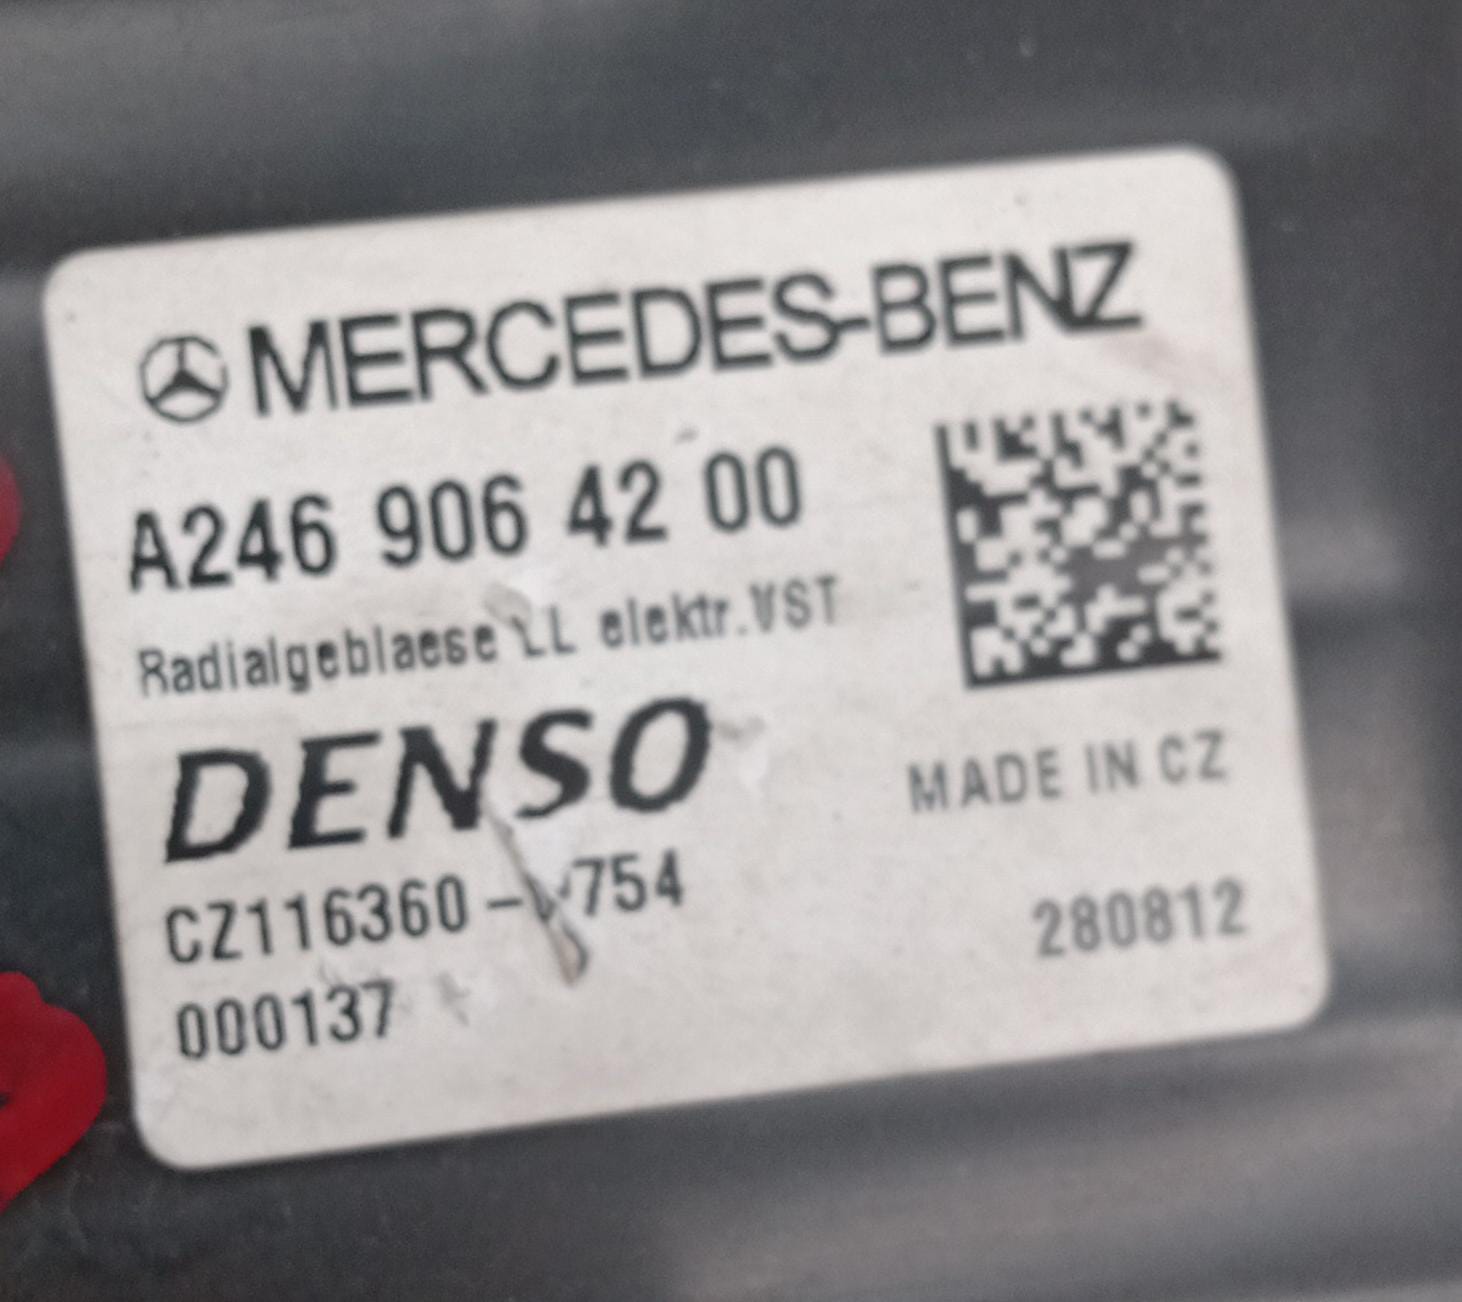 MERCEDES-BENZ
A246 906 42 00
Radialgeblaese LL elektr.VST
DENSO
MADE IN CZ
280812
000137